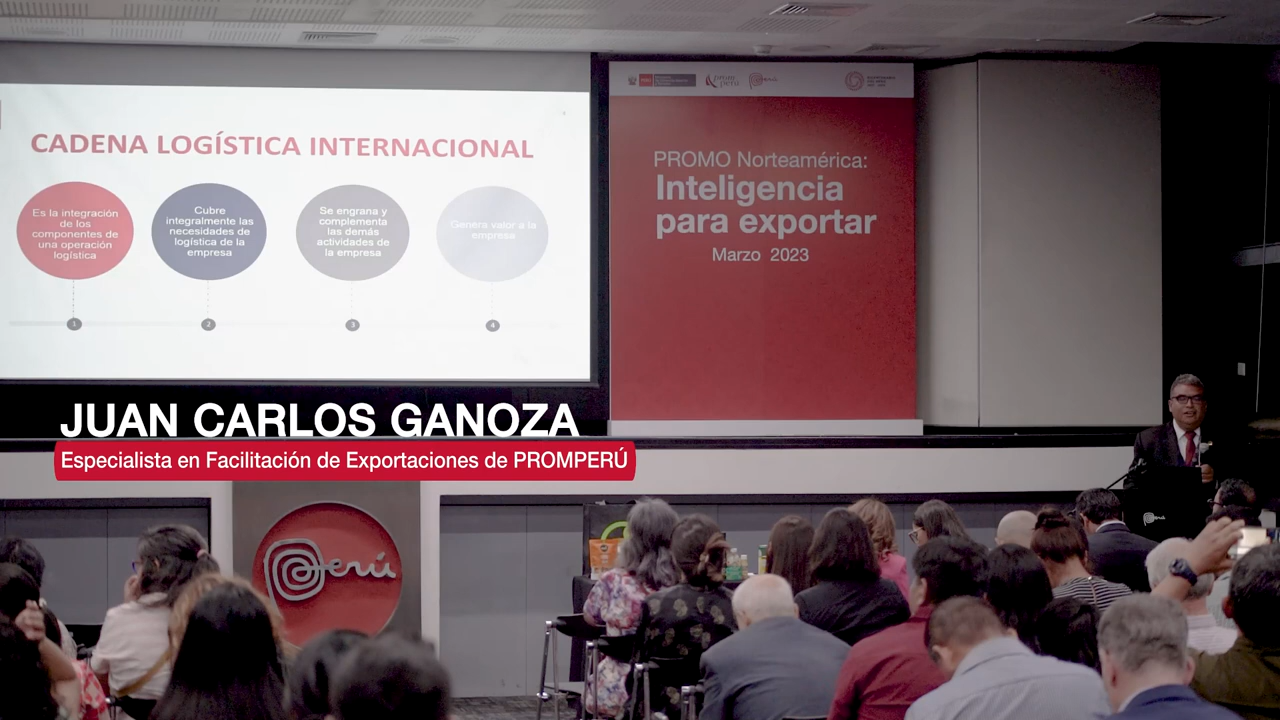 CADENA LOGÍSTICA INTERNACIONAL
Es la integración
de los
componentes de
una operación
logística
Cubre
integralmente las
necesidades de
logística de la
empresa
Se engrana y
complementa
las demás
actividades de
la empresa
Genera valor a la
empresa
1
2
3
4
PROMO Norteamérica:
Inteligencia
para exportar
Marzo 2023
JUAN CARLOS GANOZA
Especialista en Facilitación de Exportaciones de PROMPERÚ
Perú